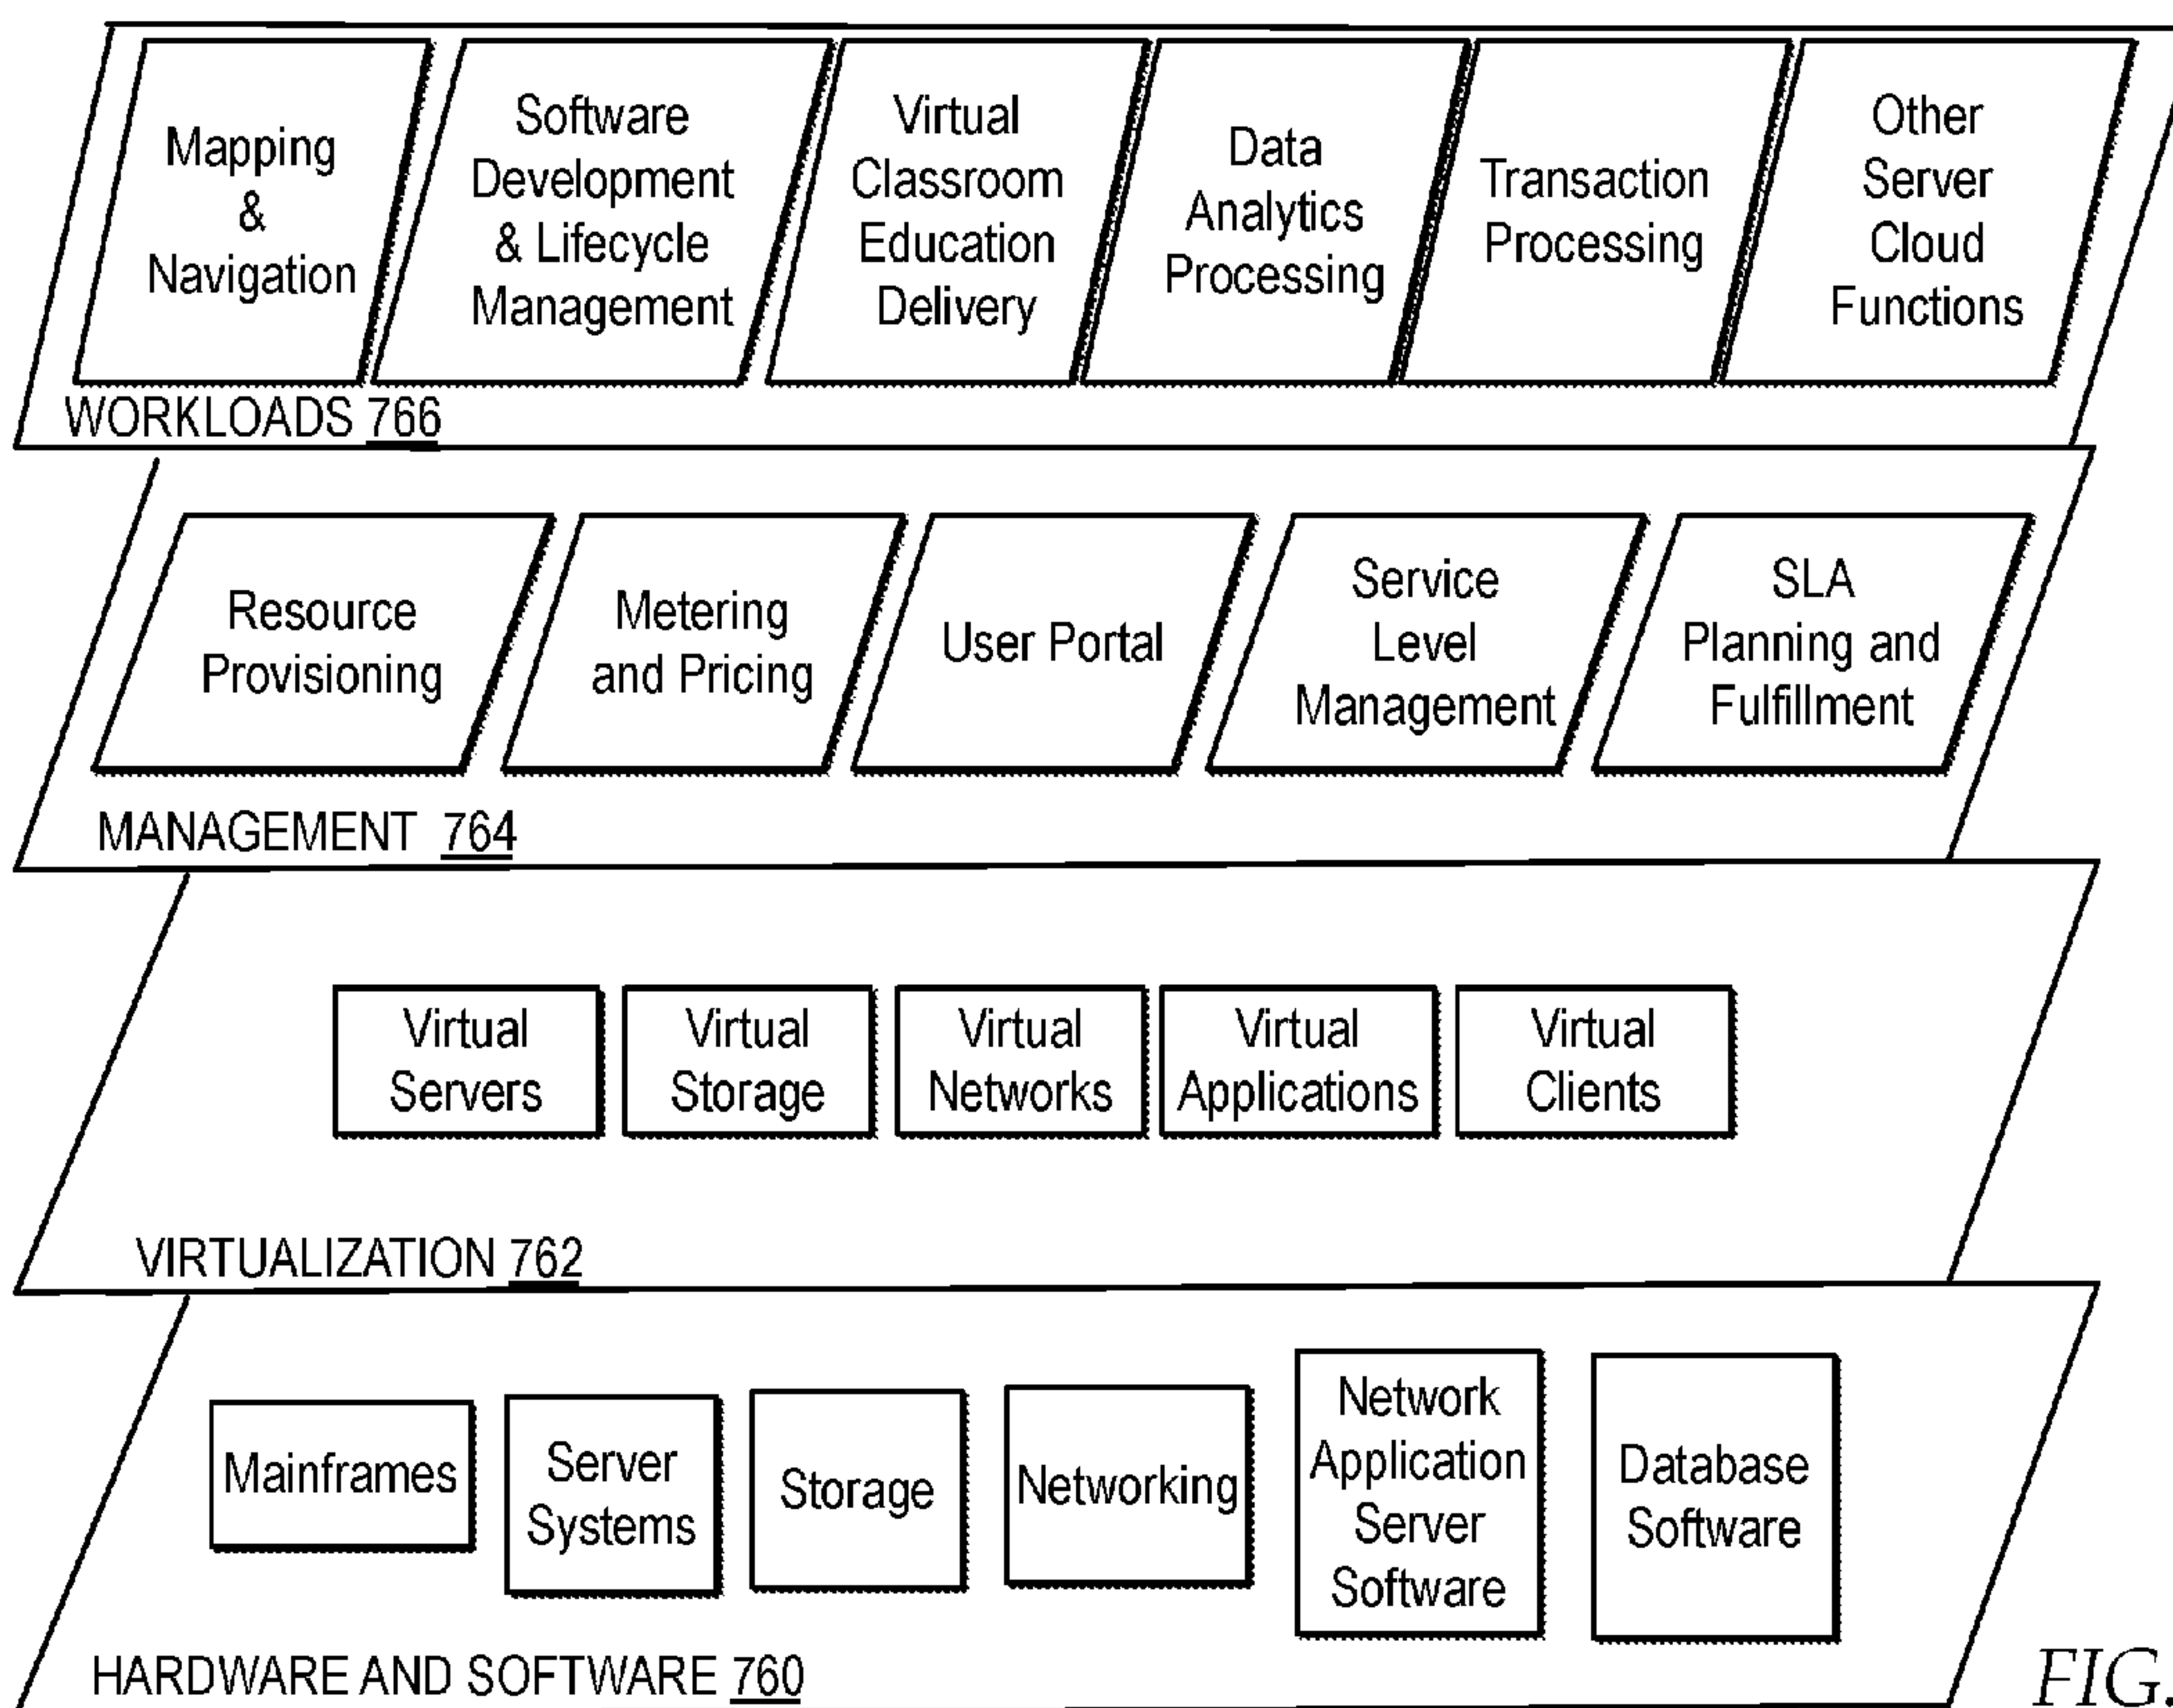 Mapping
&
Navigation
Software
Development
& Lifecycle
Management
Virtual
Classroom
Education
Delivery
Data
Analytics
Processing
Transaction
Processing
Other
Server
Cloud
Functions
WORKLOADS 766
Resource
Provisioning
Metering
and Pricing
User Portal
Service
Level
Management
SLA
Planning and
Fulfillment
MANAGEMENT 764
Virtual
Servers
Virtual
Storage
Virtual
Networks
Virtual
Applications
Virtual
Clients
VIRTUALIZATION 762
Mainframes
Server
Systems
Storage
Networking
Network
Application
Server
Software
Database
Software
HARDWARE AND SOFTWARE 760
FIG.